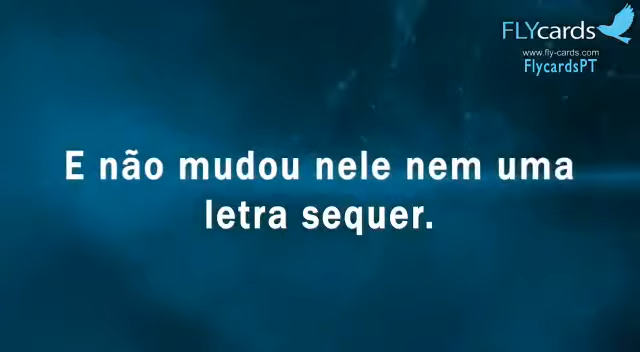 FLYcards
www.fly-cards.com
FlycardsPT
E não mudou nele nem uma
letra sequer.